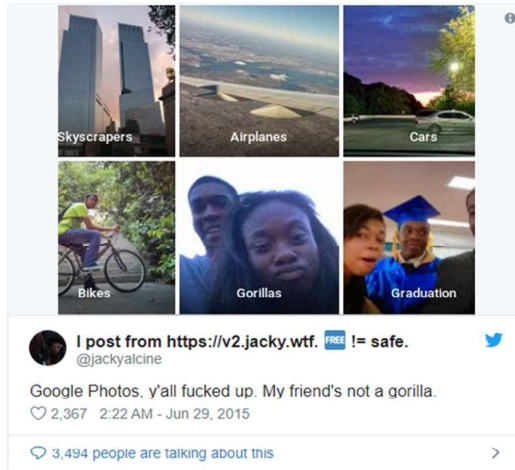 Skyscrapers
Airplanes
Cars
Bikes
Gorillas
Graduation
I post from https://v2.jacky.wtf. FREE != safe.
@jackyalcine
Google Photos, y'all fucked up. My friend's not a gorilla.
2,367 2:22 AM - Jun 29, 2015
3,494 people are talking about this